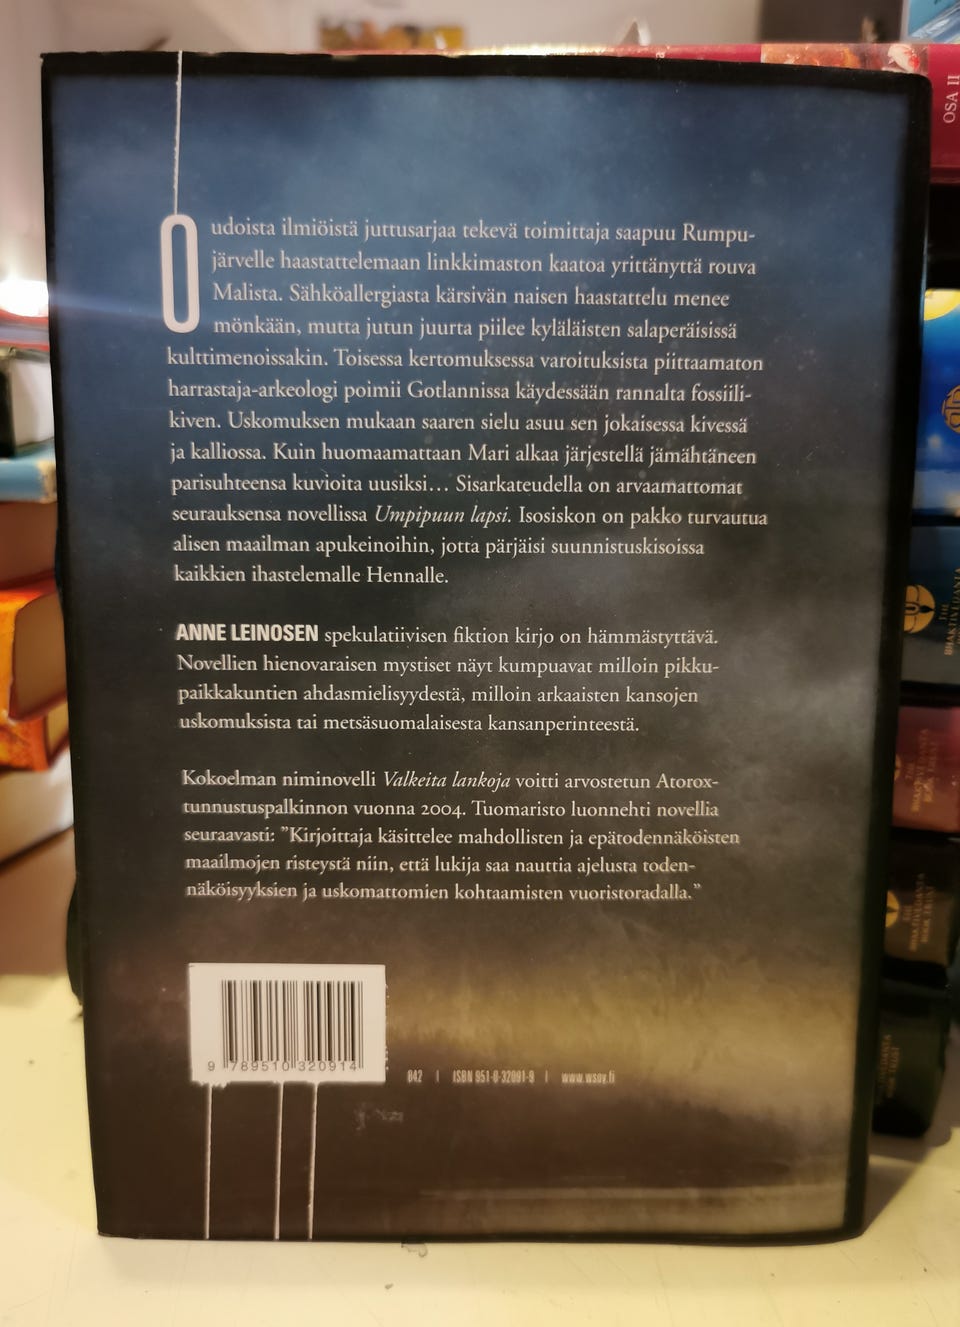 Oudoista ilmiöistä juttusarjaa tekevä toimittaja saapuu Rumpu-
järvelle haastattelemaan linkkimaston kaatoa yrittänyttä rouva
Malista. Sähköallergiasta kärsivän naisen haastattelu menee
mönkään, mutta jutun juurta piilee kyläläisten salaperäisissä
kulttimenoissakin. Toisessa kertomuksessa varoituksista piittaamaton
harrastaja-arkeologi poimii Gotlannissa käydessään rannalta fossiili-
kiven. Uskomuksen mukaan saaren sielu asuu sen jokaisessa kivessä
ja kalliossa. Kuin huomaamattaan Mari alkaa järjestellä jämähtäneen
parisuhteensa kuvioita uusiksi... Sisarkateudella on arvaamattomat
seurauksensa novellissa Umpipuun lapsi. Isosiskon on pakko turvautua
alisen maailman apukeinoihin, jotta pärjäisi suunnistuskisoissa
kaikkien ihastelemalle Hennalle.
ANNE LEINOSEN spekulatiivisen fiktion kirjo on hämmästyttävä.
Novellien hienovaraisen mystiset näyt kumpuavat milloin pikku-
paikkakuntien ahdasmielisyydestä, milloin arkaaisten kansojen
uskomuksista tai metsäsuomalaisesta kansanperinteestä.
Kokoelman niminovelli Valkeita lankoja voitti arvostetun Atorox-
tunnustuspalkinnon vuonna 2004. Tuomaristo luonnehti novellia
seuraavasti: ”Kirjoittaja käsittelee mahdollisten ja epätodennäköisten
maailmojen risteystä niin, että lukija saa nauttia ajelusta toden-
näköisyyksien ja uskomattomien kohtaamisten vuoristoradalla.”
9 789510 320914
842 | ISBN 951-0-32091-9 | www.wsoy.fi
OSA II
THE
BHAKTIVEDANTA